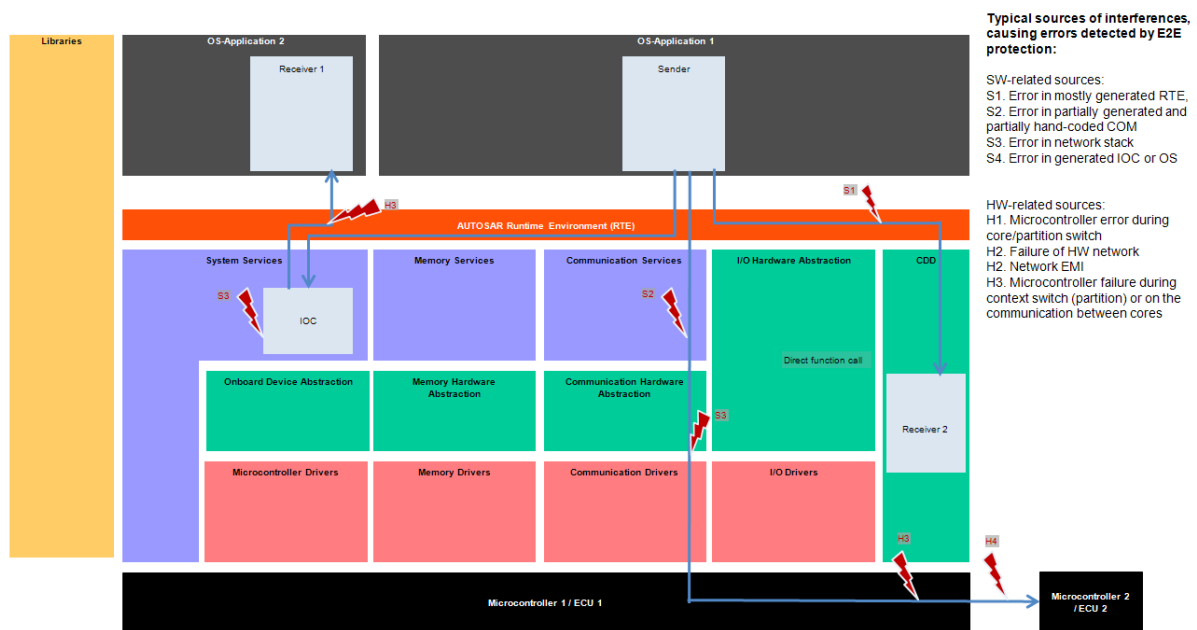 Typical sources of interferences,
causing errors detected by E2E
protection:
SW-related sources:
S1. Error in mostly generated RTE,
S2. Error in partially generated and
partially hand-coded COM
S3. Error in network stack
S4. Error in generated IOC or OS
HW-related sources:
H1. Microcontroller error during
core/partition switch
H2. Failure of HW network
H2. Network EMI
H3. Microcontroller failure during
context switch (partition) or on the
communication between cores
Libraries
OS-Application 2
OS-Application 1
Receiver 1
Sender
S1
H3
AUTOSAR Runtime Environment (RTE)
System Services
Memory Services
Communication Services
I/O Hardware Abstraction
CDD
S3
S2
IOC
Direct function call
Onboard Device Abstraction
Memory Hardware
Abstraction
Communication Hardware
Abstraction
S3
Receiver 2
Microcontroller Drivers
Memory Drivers
Communication Drivers
I/O Drivers
H3
H4
Microcontroller 1 / ECU 1
Microcontroller 2
/ ECU 2